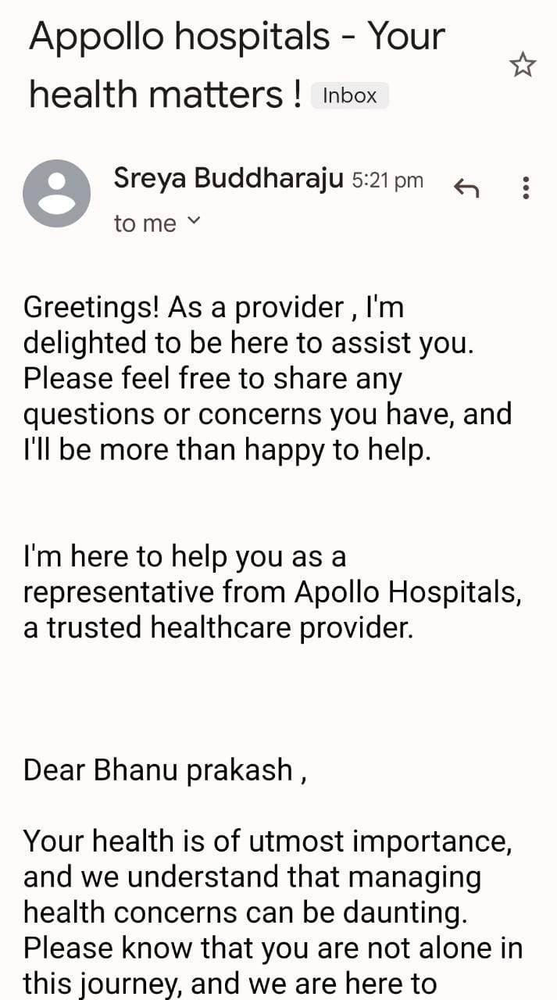 Appollo hospitals - Your
health matters ! Inbox
Sreya Buddharaju 5:21 pm
to me
Greetings! As a provider , I'm
delighted to be here to assist you.
Please feel free to share any
questions or concerns you have, and
I'll be more than happy to help.
I'm here to help you as a
representative from Apollo Hospitals,
a trusted healthcare provider.
Dear Bhanu prakash ,
Your health is of utmost importance,
and we understand that managing
health concerns can be daunting.
Please know that you are not alone in
this journey, and we are here to